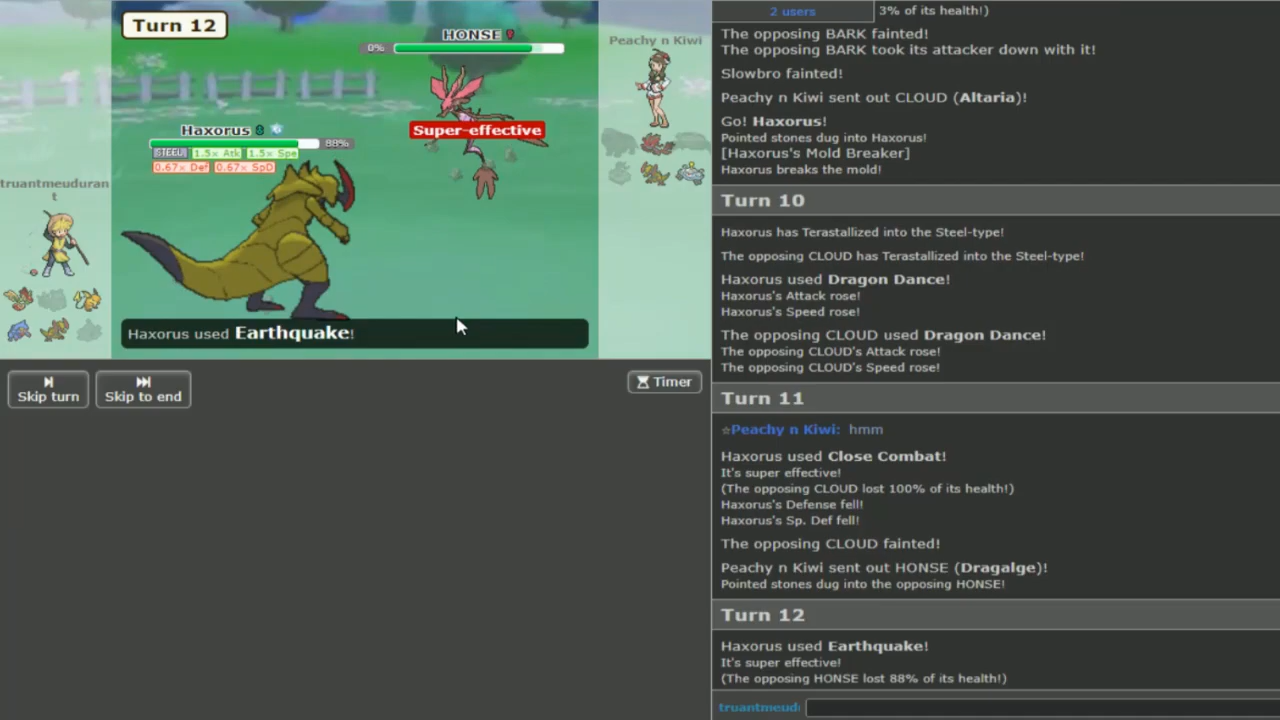 Turn 12
HONSE
0%
Super-effective
Haxorus
88%
STEEL 1.5× Atk 1.5× Spe
0.67× Def 0.67× SpD
Haxorus used Earthquake!
truantmeuduran
t
Peachy n Kiwi
Skip turn
Skip to end
Timer
2 users
3% of its health!)
The opposing BARK fainted!
The opposing BARK took its attacker down with it!
Slowbro fainted!
Peachy n Kiwi sent out CLOUD (Altaria)!
Go! Haxorus!
Pointed stones dug into Haxorus!
[Haxorus's Mold Breaker]
Haxorus breaks the mold!
Turn 10
Haxorus has Terastallized into the Steel-type!
The opposing CLOUD has Terastallized into the Steel-type!
Haxorus used Dragon Dance!
Haxorus's Attack rose!
Haxorus's Speed rose!
The opposing CLOUD used Dragon Dance!
The opposing CLOUD's Attack rose!
The opposing CLOUD's Speed rose!
Turn 11
☆Peachy n Kiwi: hmm
Haxorus used Close Combat!
It's super effective!
(The opposing CLOUD lost 100% of its health!)
Haxorus's Defense fell!
Haxorus's Sp. Def fell!
The opposing CLOUD fainted!
Peachy n Kiwi sent out HONSE (Dragalge)!
Pointed stones dug into the opposing HONSE!
Turn 12
Haxorus used Earthquake!
It's super effective!
(The opposing HONSE lost 88% of its health!)
truantmeud